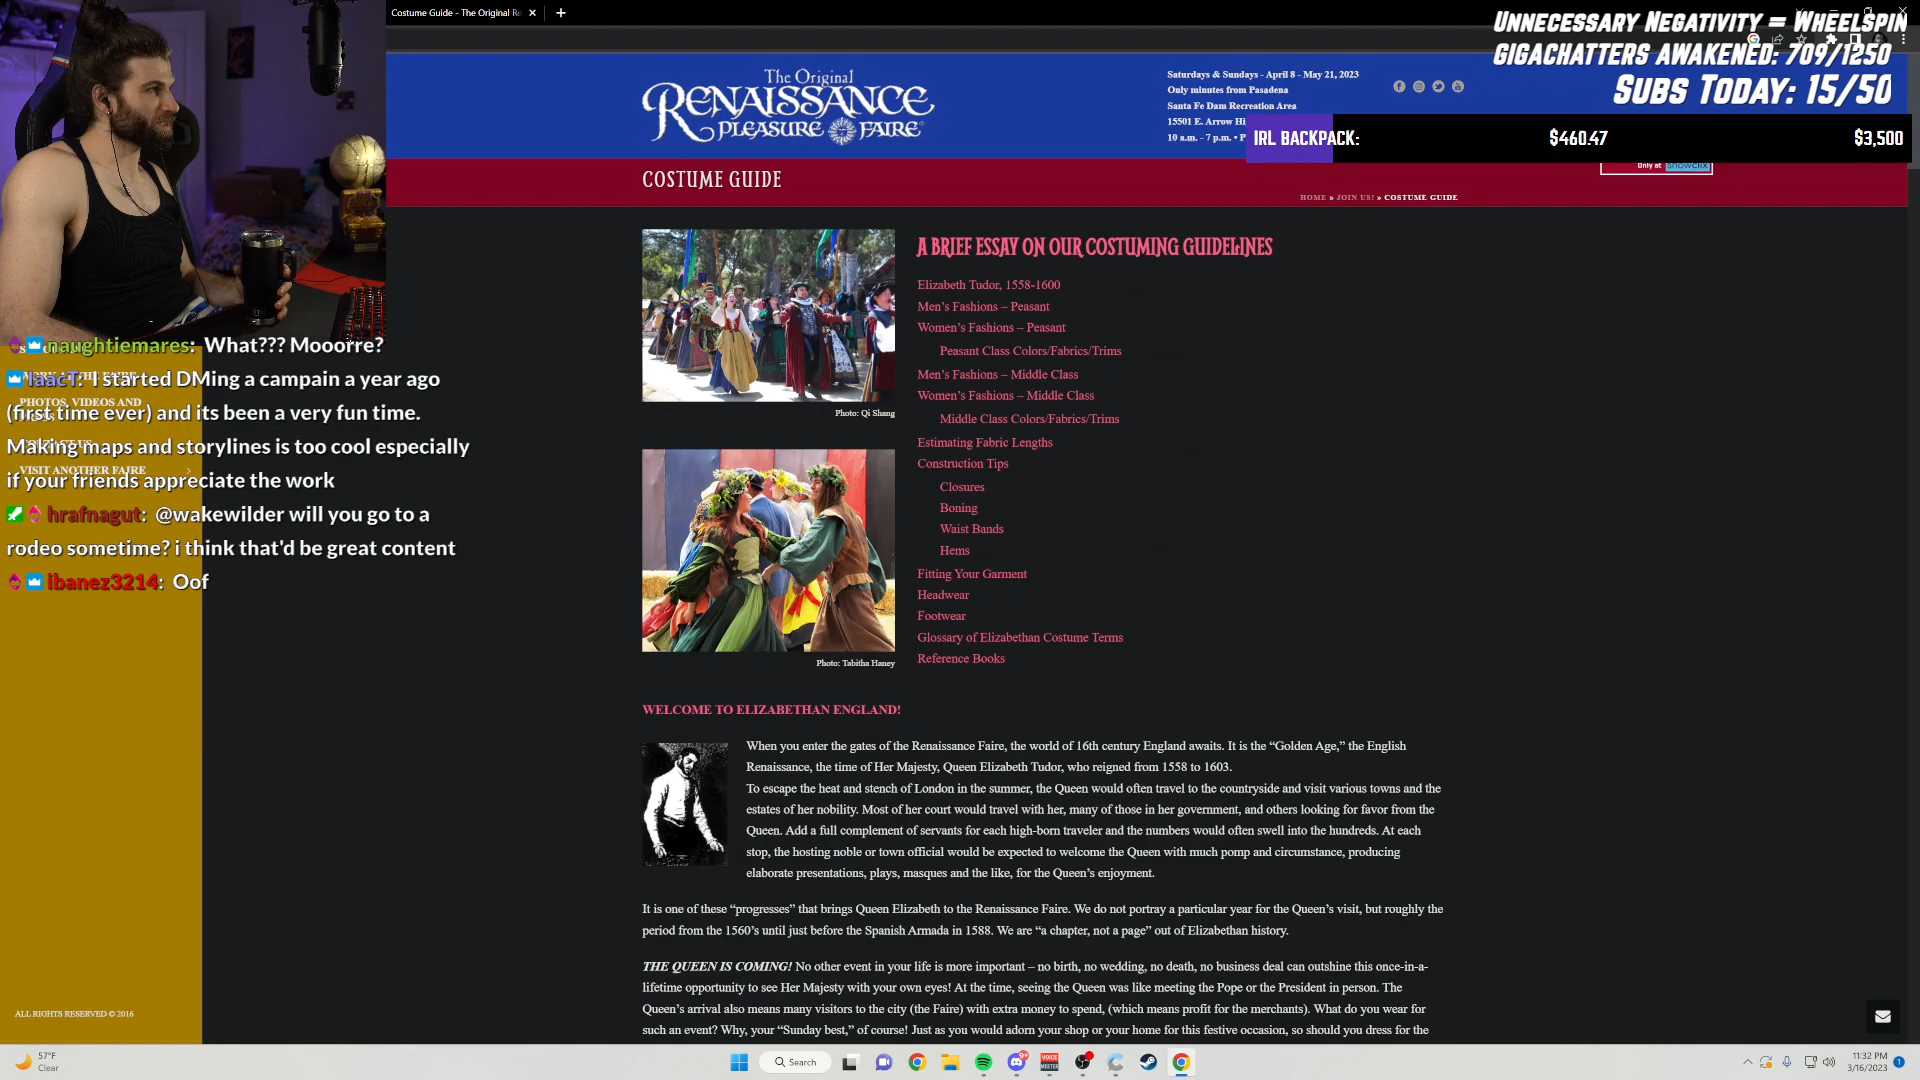 Costume Guide - The Original Re
UNNECESSARY NEGATIVITY = WHEELSPIN
GIGACHATTERS AWAKENED: 709/1250
SUBS TODAY: 15/50
IRL BACKPACK: $460.47 $3,500
The Original
RENAISSANCE
PLEASURE FAIRE
Saturdays & Sundays - April 8 - May 21, 2023
Only minutes from Pasadena
Santa Fe Dam Recreation Area
15501 E. Arrow Hi
10 a.m. - 7 p.m. • P
Only at SHOWCLIX
COSTUME GUIDE
HOME » JOIN US! » COSTUME GUIDE
Photo: Qi Shang
Photo: Tabitha Haney
A BRIEF ESSAY ON OUR COSTUMING GUIDELINES
Elizabeth Tudor, 1558-1600
Men's Fashions – Peasant
Women's Fashions – Peasant
Peasant Class Colors/Fabrics/Trims
Men's Fashions – Middle Class
Women's Fashions – Middle Class
Middle Class Colors/Fabrics/Trims
Estimating Fabric Lengths
Construction Tips
Closures
Boning
Waist Bands
Hems
Fitting Your Garment
Headwear
Footwear
Glossary of Elizabethan Costume Terms
Reference Books
WELCOME TO ELIZABETHAN ENGLAND!
When you enter the gates of the Renaissance Faire, the world of 16th century England awaits. It is the “Golden Age,” the English
Renaissance, the time of Her Majesty, Queen Elizabeth Tudor, who reigned from 1558 to 1603.
To escape the heat and stench of London in the summer, the Queen would often travel to the countryside and visit various towns and the
estates of her nobility. Most of her court would travel with her, many of those in her government, and others looking for favor from the
Queen. Add a full complement of servants for each high-born traveler and the numbers would often swell into the hundreds. At each
stop, the hosting noble or town official would be expected to welcome the Queen with much pomp and circumstance, producing
elaborate presentations, plays, masques and the like, for the Queen's enjoyment.
It is one of these “progresses” that brings Queen Elizabeth to the Renaissance Faire. We do not portray a particular year for the Queen's visit, but roughly the
period from the 1560's until just before the Spanish Armada in 1588. We are “a chapter, not a page” out of Elizabethan history.
THE QUEEN IS COMING! No other event in your life is more important – no birth, no wedding, no death, no business deal can outshine this once-in-a-
lifetime opportunity to see Her Majesty with your own eyes! At the time, seeing the Queen was like meeting the Pope or the President in person. The
Queen's arrival also means many visitors to the city (the Faire) with extra money to spend, (which means profit for the merchants). What do you wear for
such an event? Why, your “Sunday best,” of course! Just as you would adorn your shop or your home for this festive occasion, so should you dress for the
naughtiemares: What??? Mooorre?
IaacT: I started DMing a campain a year ago
(first time ever) and its been a very fun time.
Making maps and storylines is too cool especially
if your friends appreciate the work
hrafnagut: @wakewilder will you go to a
rodeo sometime? i think that'd be great content
ibanez3214: Oof
PHOTOS, VIDEOS AND
VISIT ANOTHER FAIRE
ALL RIGHTS RESERVED © 2016
57°F
Clear
Search
11:32 PM
3/16/2023